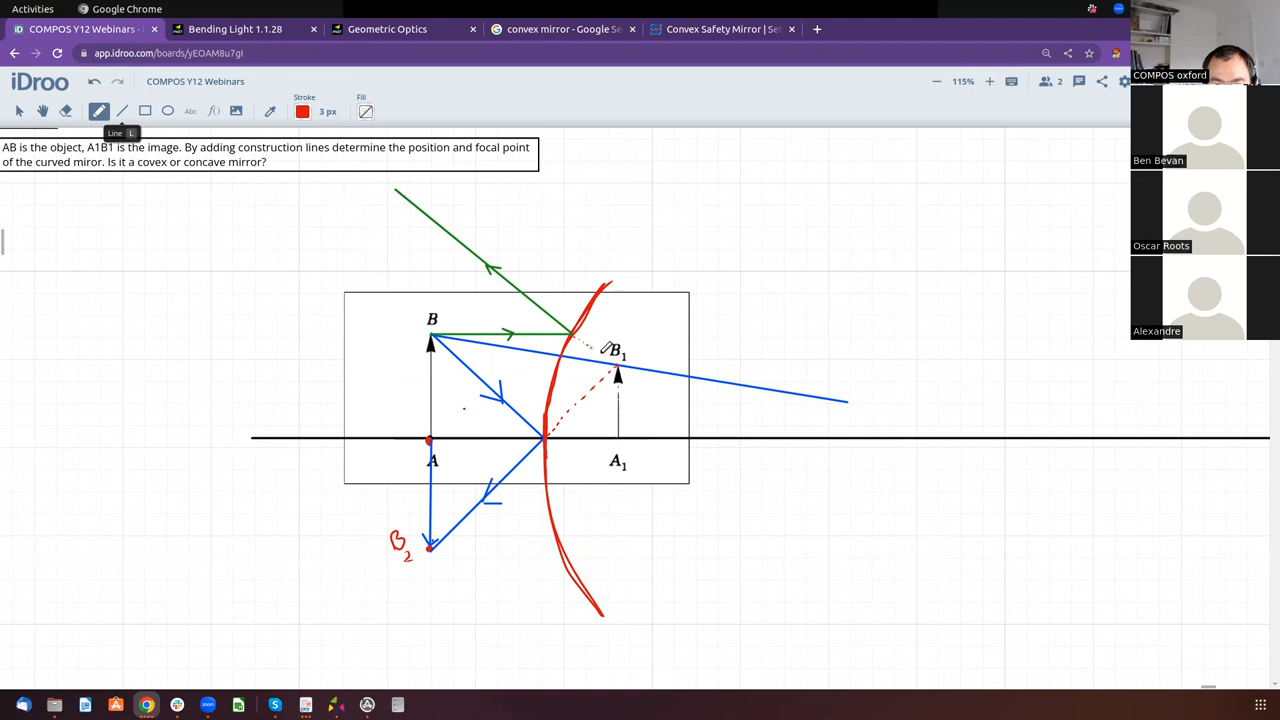 Activities
Google Chrome
COMPOS Y12 Webinars -
Bending Light 1.1.28
Geometric Optics
convex mirror - Google Se
Convex Safety Mirror | Set
app.idroo.com/boards/yEOAM8u7gI
iDroo
COMPOS Y12 Webinars
115%
2
Stroke
Fill
Abc
f()
3 px
Line L
AB is the object, A1B1 is the image. By adding construction lines determine the position and focal point
of the curved miror. Is it a covex or concave mirror?
B
B1
A
A1
B2
COMPOS oxford
Ben Bevan
Oscar Roots
Alexandre